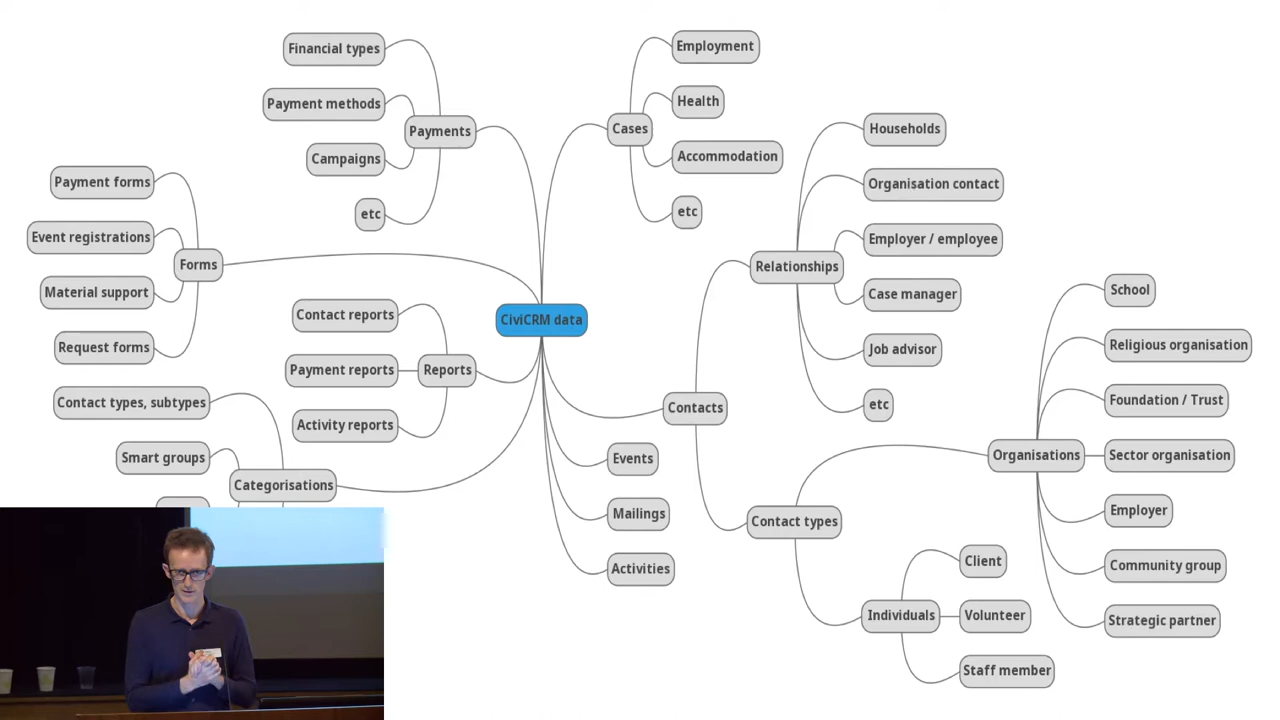 CiviCRM data
Payments
Financial types
Payment methods
Campaigns
etc
Forms
Payment forms
Event registrations
Material support
Request forms
Reports
Contact reports
Payment reports
Activity reports
Categorisations
Contact types, subtypes
Smart groups
Cases
Employment
Health
Accommodation
etc
Contacts
Relationships
Households
Organisation contact
Employer / employee
Case manager
Job advisor
etc
Contact types
Organisations
School
Religious organisation
Foundation / Trust
Sector organisation
Employer
Community group
Strategic partner
Individuals
Client
Volunteer
Staff member
Events
Mailings
Activities